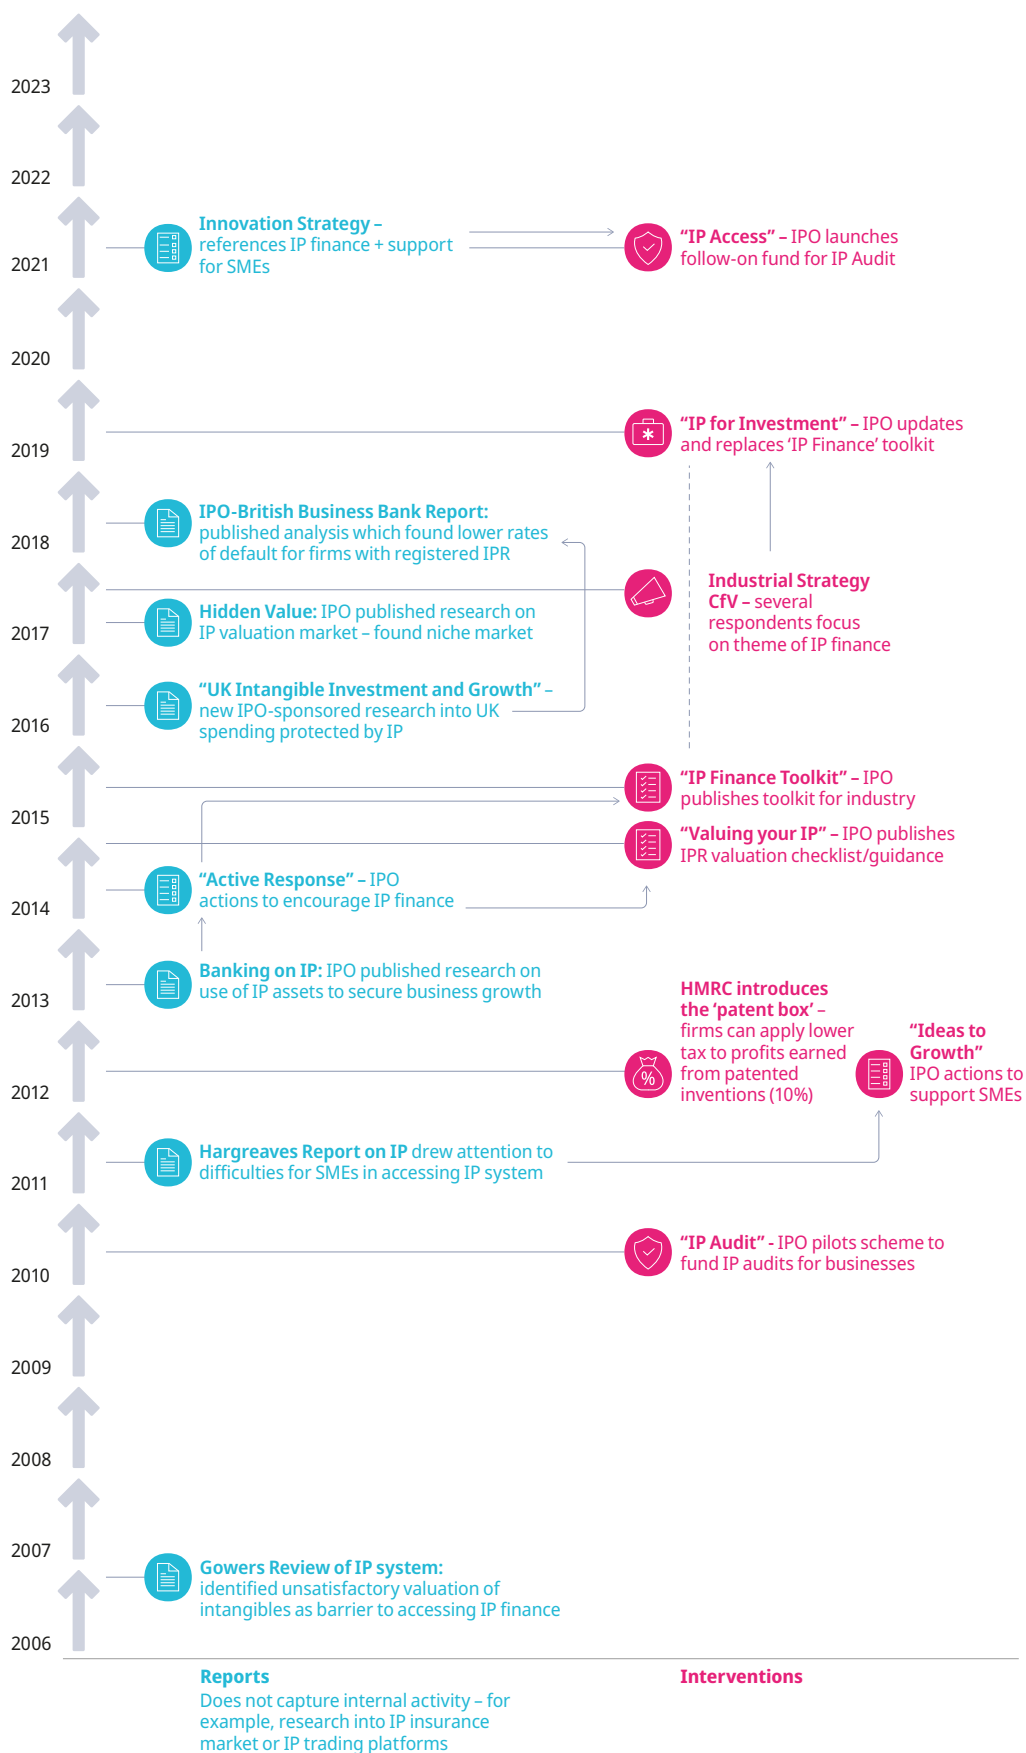 2023
2022
Innovation Strategy –
references IP finance + support
for SMEs
“IP Access” – IPO launches
follow-on fund for IP Audit
2021
2020
“IP for Investment” – IPO updates
and replaces ‘IP Finance’ toolkit
2019
IPO-British Business Bank Report:
published analysis which found lower rates
of default for firms with registered IPR
2018
Industrial Strategy
CfV – several
respondents focus
on theme of IP finance
Hidden Value: IPO published research on
IP valuation market – found niche market
2017
“UK Intangible Investment and Growth” –
new IPO-sponsored research into UK
spending protected by IP
2016
“IP Finance Toolkit” – IPO
publishes toolkit for industry
2015
“Valuing your IP” – IPO publishes
IPR valuation checklist/guidance
“Active Response” – IPO
actions to encourage IP finance
2014
Banking on IP: IPO published research on
use of IP assets to secure business growth
2013
HMRC introduces
the ‘patent box’ –
firms can apply lower
tax to profits earned
from patented
inventions (10%)
%
“Ideas to
Growth”
IPO actions to
support SMEs
2012
Hargreaves Report on IP drew attention to
difficulties for SMEs in accessing IP system
2011
“IP Audit” - IPO pilots scheme to
fund IP audits for businesses
2010
2009
2008
2007
Gowers Review of IP system:
identified unsatisfactory valuation of
intangibles as barrier to accessing IP finance
2006
Reports
Does not capture internal activity – for
example, research into IP insurance
market or IP trading platforms
Interventions